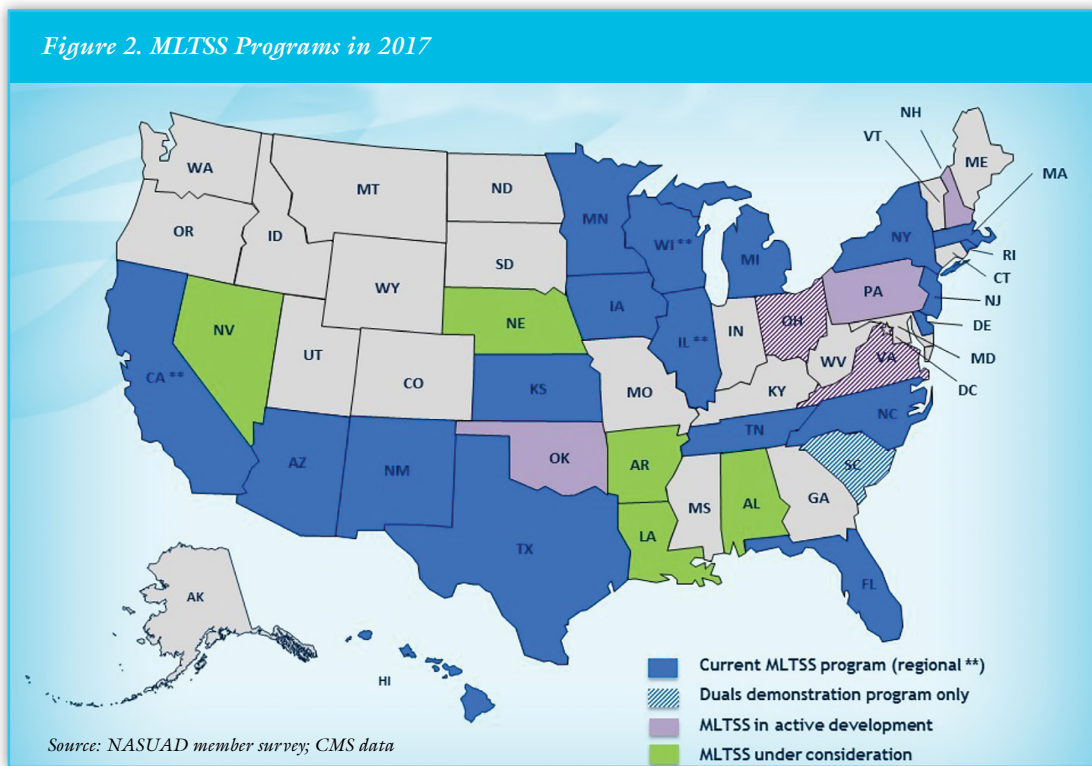 Figure 2. MLTSS Programs in 2017
NH
VT
ME
WA
MA
MT
ND
MN
OR
ID
WI **
NY
SD
MI
RI
WY
CT
PA
IA
NJ
NE
OH
NV
IN
DE
IL **
UT
WV
VA
MD
CO
CA **
KS
MO
KY
DC
NC
TN
AZ
OK
NM
AR
SC
MS
AL
GA
LA
TX
FL
AK
HI
Current MLTSS program (regional **)
Duals demonstration program only
MLTSS in active development
MLTSS under consideration
Source: NASUAD member survey; CMS data